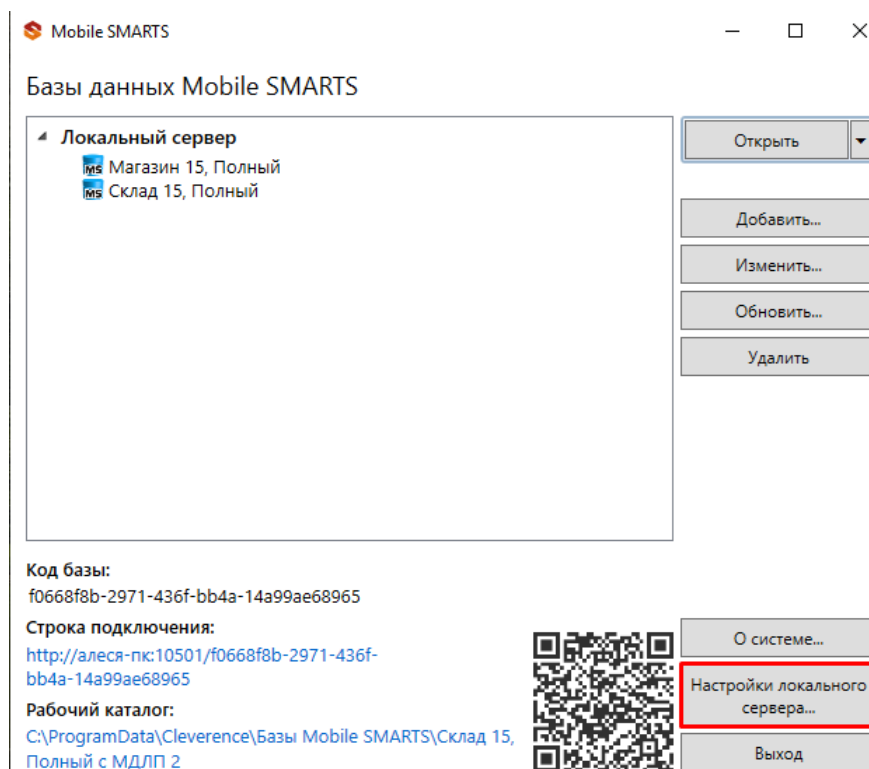 Mobile SMARTS
Базы данных Mobile SMARTS
Локальный сервер
MS Магазин 15, Полный
MS Склад 15, Полный
Открыть
Добавить...
Изменить...
Обновить...
Удалить
Код базы:
f0668f8b-2971-436f-bb4a-14a99ae68965
Строка подключения:
http://алеся-пк:10501/f0668f8b-2971-436f-
bb4a-14a99ae68965
Рабочий каталог:
C:\ProgramData\Cleverence\Базы Mobile SMARTS\Склад 15,
Полный с МДЛП 2
О системе...
Настройки локального
сервера...
Выход